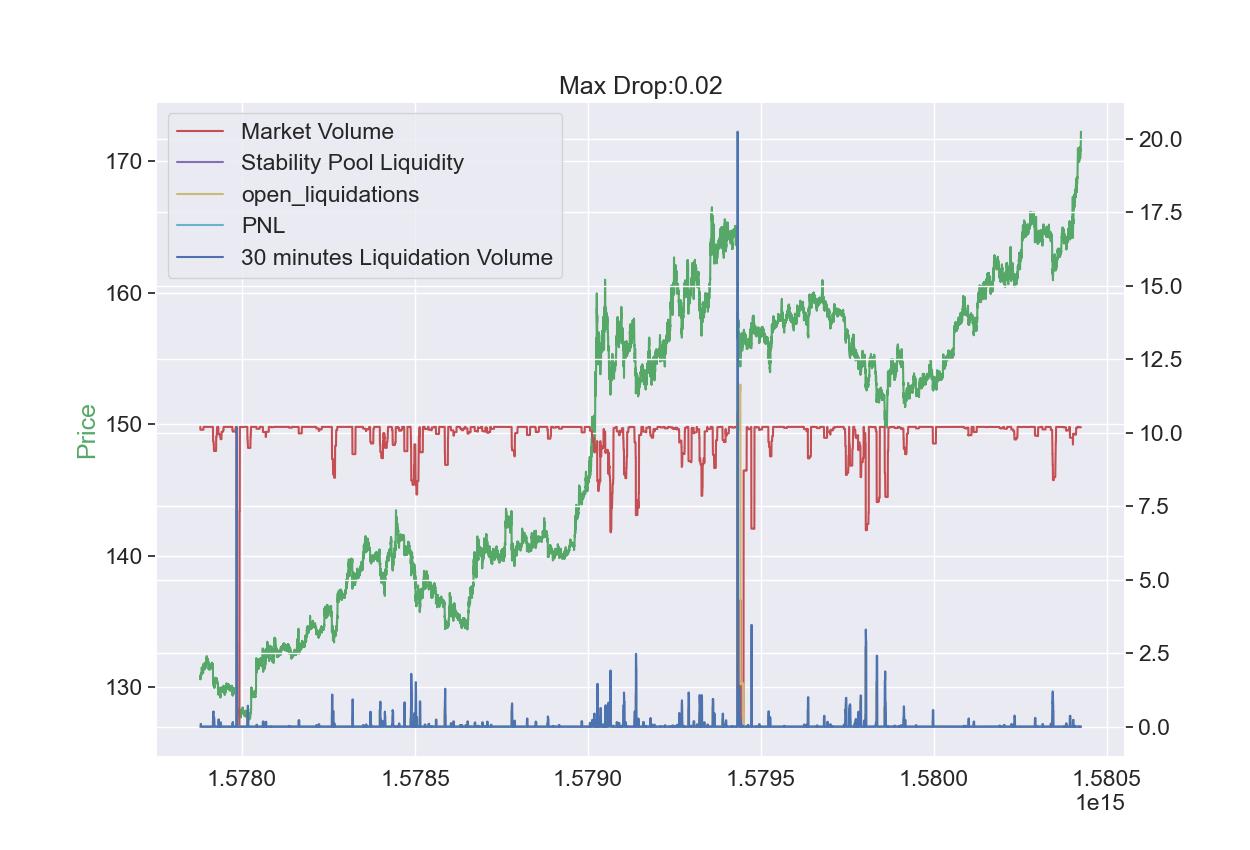 Max Drop:0.02
Market Volume
Stability Pool Liquidity
open_liquidations
PNL
30 minutes Liquidation Volume
Price
170
160
150
140
130
20.0
17.5
15.0
12.5
10.0
7.5
5.0
2.5
0.0
1.5780 1.5785 1.5790 1.5795 1.5800 1.5805
1e15